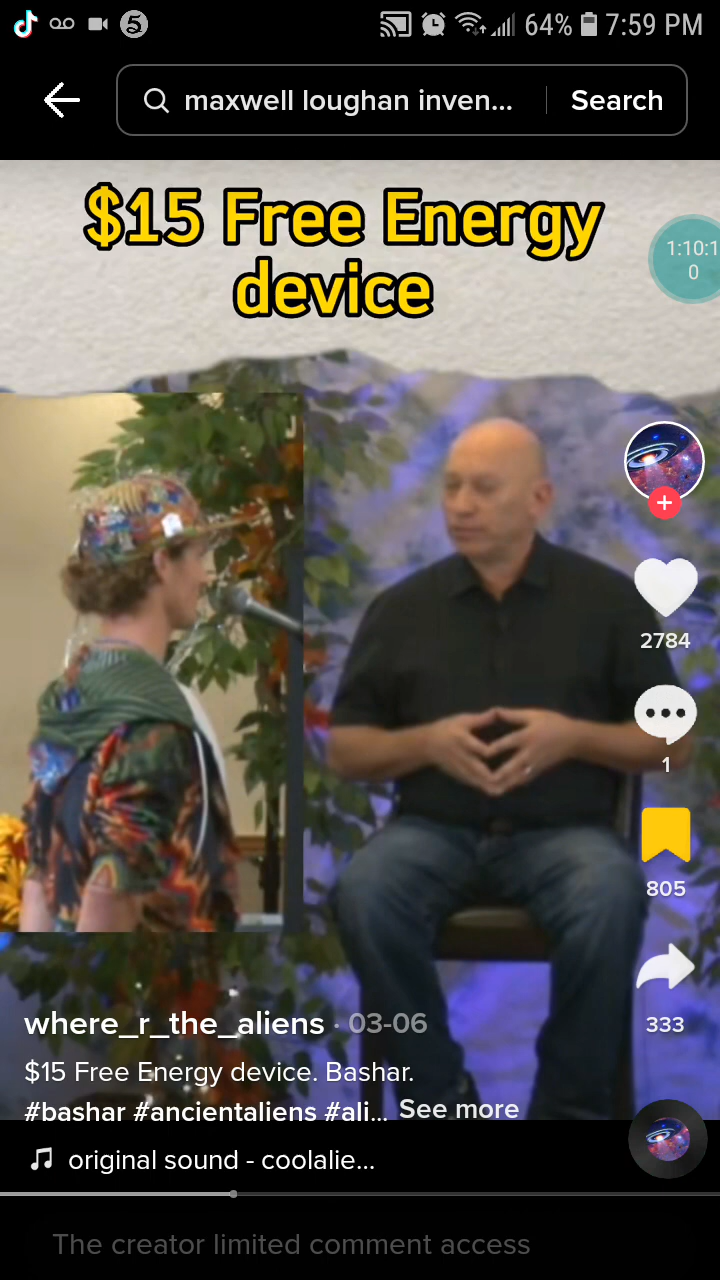 64% 7:59 PM
maxwell loughan inven... Search
$15 Free Energy
device
1:10:1
0
2784
1
805
333
where_r_the_aliens · 03-06
$15 Free Energy device. Bashar.
#bashar #ancientaliens #ali... See more
original sound - coolalie...
The creator limited comment access